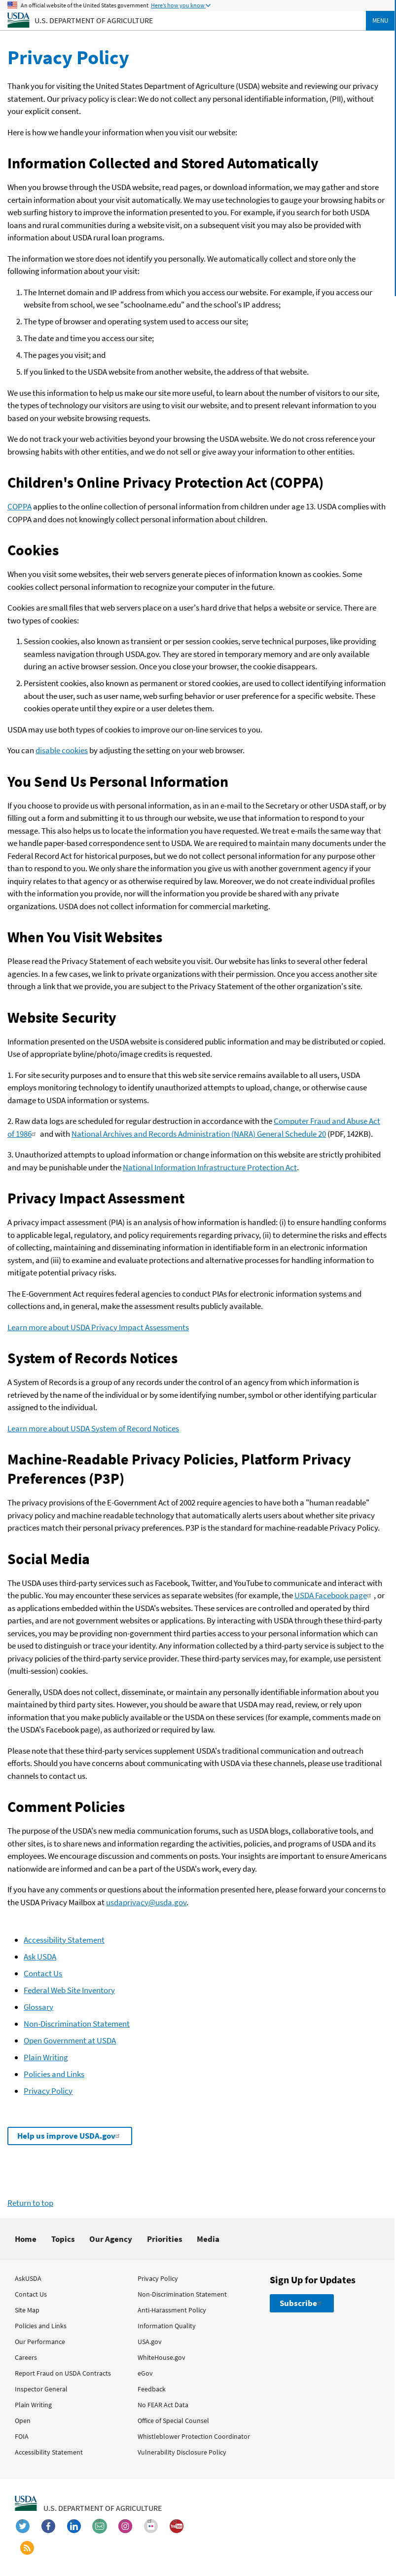 An official website of the United States government Here's how you know
USDA U.S. DEPARTMENT OF AGRICULTURE MENU
Privacy Policy
Thank you for visiting the United States Department of Agriculture (USDA) website and reviewing our privacy
statement. Our privacy policy is clear: We do not collect any personal identifiable information, (PII), without
your explicit consent.
Here is how we handle your information when you visit our website:
Information Collected and Stored Automatically
When you browse through the USDA website, read pages, or download information, we may gather and store
certain information about your visit automatically. We may use technologies to gauge your browsing habits or
web surfing history to improve the information presented to you. For example, if you search for both USDA
loans and rural communities during a website visit, on a subsequent visit you may also be provided with
information about USDA rural loan programs.
The information we store does not identify you personally. We automatically collect and store only the
following information about your visit:
1. The Internet domain and IP address from which you access our website. For example, if you access our
website from school, we see "schoolname.edu" and the school's IP address;
2. The type of browser and operating system used to access our site;
3. The date and time you access our site;
4. The pages you visit; and
5. If you linked to the USDA website from another website, the address of that website.
We use this information to help us make our site more useful, to learn about the number of visitors to our site,
the types of technology our visitors are using to visit our website, and to present relevant information to you
based on your website browsing requests.
We do not track your web activities beyond your browsing the USDA website. We do not cross reference your
browsing habits with other entities, and we do not sell or give away your information to other entities.
Children's Online Privacy Protection Act (COPPA)
COPPA applies to the online collection of personal information from children under age 13. USDA complies with
COPPA and does not knowingly collect personal information about children.
Cookies
When you visit some websites, their web servers generate pieces of information known as cookies. Some
cookies collect personal information to recognize your computer in the future.
Cookies are small files that web servers place on a user's hard drive that helps a website or service. There are
two types of cookies:
1. Session cookies, also known as transient or per session cookies, serve technical purposes, like providing
seamless navigation through USDA.gov. They are stored in temporary memory and are only available
during an active browser session. Once you close your browser, the cookie disappears.
2. Persistent cookies, also known as permanent or stored cookies, are used to collect identifying information
about the user, such as user name, web surfing behavior or user preference for a specific website. These
cookies operate until they expire or a user deletes them.
USDA may use both types of cookies to improve our on-line services to you.
You can disable cookies by adjusting the setting on your web browser.
You Send Us Personal Information
If you choose to provide us with personal information, as in an e-mail to the Secretary or other USDA staff, or by
filling out a form and submitting it to us through our website, we use that information to respond to your
message. This also helps us to locate the information you have requested. We treat e-mails the same way that
we handle paper-based correspondence sent to USDA. We are required to maintain many documents under the
Federal Record Act for historical purposes, but we do not collect personal information for any purpose other
than to respond to you. We only share the information you give us with another government agency if your
inquiry relates to that agency or as otherwise required by law. Moreover, we do not create individual profiles
with the information you provide, nor will the information you provide be shared with any private
organizations. USDA does not collect information for commercial marketing.
When You Visit Websites
Please read the Privacy Statement of each website you visit. Our website has links to several other federal
agencies. In a few cases, we link to private organizations with their permission. Once you access another site
through a link that we provide, you are subject to the Privacy Statement of the other organization's site.
Website Security
Information presented on the USDA website is considered public information and may be distributed or copied.
Use of appropriate byline/photo/image credits is requested.
1. For site security purposes and to ensure that this web service remains available to all users, USDA
employs monitoring technology to identify unauthorized attempts to upload, change, or otherwise cause
damage to USDA information or systems.
2. Raw data logs are scheduled for regular destruction in accordance with the Computer Fraud and Abuse Act
of 1986 and with National Archives and Records Administration (NARA) General Schedule 20 (PDF, 142KB).
3. Unauthorized attempts to upload information or change information on this website are strictly prohibited
and may be punishable under the National Information Infrastructure Protection Act.
Privacy Impact Assessment
A privacy impact assessment (PIA) is an analysis of how information is handled: (i) to ensure handling conforms
to applicable legal, regulatory, and policy requirements regarding privacy, (ii) to determine the risks and effects
of collecting, maintaining and disseminating information in identifiable form in an electronic information
system, and (iii) to examine and evaluate protections and alternative processes for handling information to
mitigate potential privacy risks.
The E-Government Act requires federal agencies to conduct PIAs for electronic information systems and
collections and, in general, make the assessment results publicly available.
Learn more about USDA Privacy Impact Assessments
System of Records Notices
A System of Records is a group of any records under the control of an agency from which information is
retrieved by the name of the individual or by some identifying number, symbol or other identifying particular
assigned to the individual.
Learn more about USDA System of Record Notices
Machine-Readable Privacy Policies, Platform Privacy
Preferences (P3P)
The privacy provisions of the E-Government Act of 2002 require agencies to have both a "human readable"
privacy policy and machine readable technology that automatically alerts users about whether site privacy
practices match their personal privacy preferences. P3P is the standard for machine-readable Privacy Policy.
Social Media
The USDA uses third-party services such as Facebook, Twitter, and YouTube to communicate and interact with
the public. You may encounter these services as separate websites (for example, the USDA Facebook page , or
as applications embedded within the USDA's websites. These services are controlled and operated by third
parties, and are not government websites or applications. By interacting with USDA through these third-party
services, you may be providing non-government third parties access to your personal information which can be
used to distinguish or trace your identity. Any information collected by a third-party service is subject to the
privacy policies of the third-party service provider. These third-party services may, for example, use persistent
(multi-session) cookies.
Generally, USDA does not collect, disseminate, or maintain any personally identifiable information about you
maintained by third party sites. However, you should be aware that USDA may read, review, or rely upon
information that you make publicly available or the USDA on these services (for example, comments made on
the USDA's Facebook page), as authorized or required by law.
Please note that these third-party services supplement USDA's traditional communication and outreach
efforts. Should you have concerns about communicating with USDA via these channels, please use traditional
channels to contact us.
Comment Policies
The purpose of the USDA's new media communication forums, such as USDA blogs, collaborative tools, and
other sites, is to share news and information regarding the activities, policies, and programs of USDA and its
employees. We encourage discussion and comments on posts. Your insights are important to ensure Americans
nationwide are informed and can be a part of the USDA's work, every day.
If you have any comments or questions about the information presented here, please forward your concerns to
the USDA Privacy Mailbox at usdaprivacy@usda.gov.
Accessibility Statement
Ask USDA
Contact Us
Federal Web Site Inventory
Glossary
Non-Discrimination Statement
Open Government at USDA
Plain Writing
Policies and Links
Privacy Policy
Help us improve USDA.gov
Return to top
Home Topics Our Agency Priorities Media
AskUSDA
Contact Us
Site Map
Policies and Links
Our Performance
Careers
Report Fraud on USDA Contracts
Inspector General
Plain Writing
Open
FOIA
Accessibility Statement
Privacy Policy
Non-Discrimination Statement
Anti-Harassment Policy
Information Quality
USA.gov
WhiteHouse.gov
eGov
Feedback
No FEAR Act Data
Office of Special Counsel
Whistleblower Protection Coordinator
Vulnerability Disclosure Policy
Sign Up for Updates
Subscribe
USDA U.S. DEPARTMENT OF AGRICULTURE